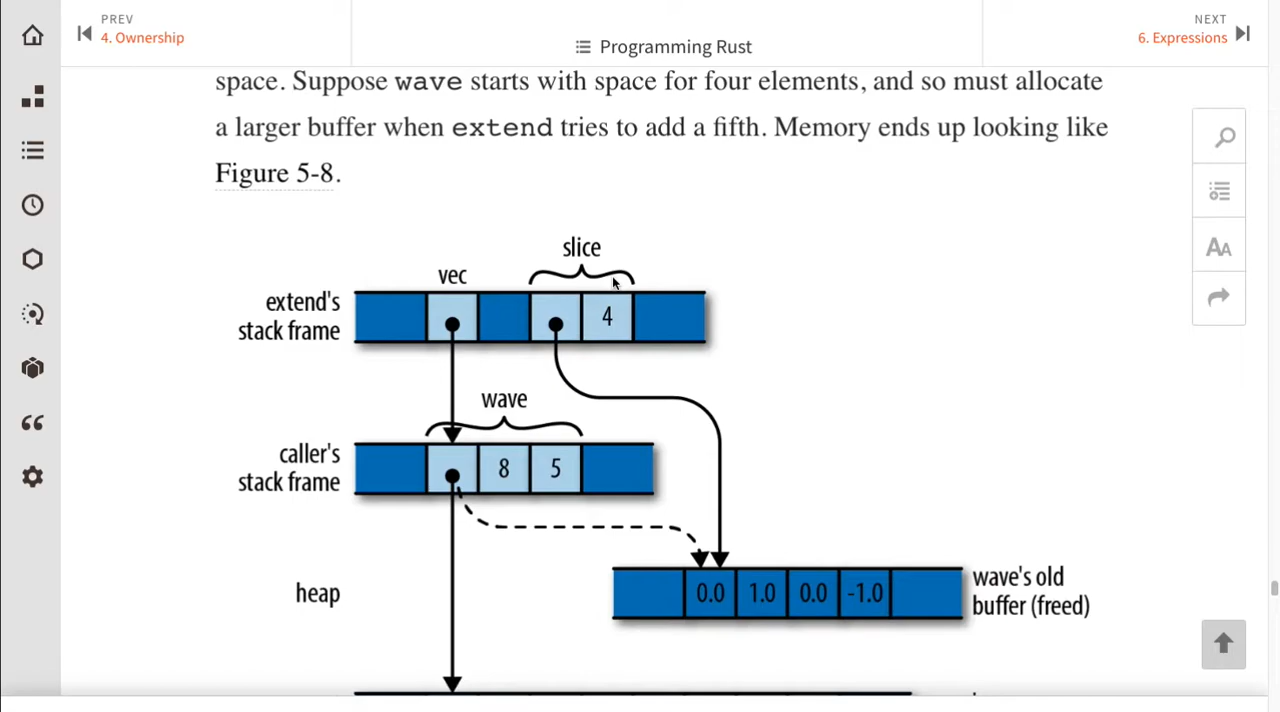 PREV
4. Ownership
Programming Rust
NEXT
6. Expressions
space. Suppose wave starts with space for four elements, and so must allocate
a larger buffer when extend tries to add a fifth. Memory ends up looking like
Figure 5-8.
slice
vec
extend's
stack frame
4
wave
caller's
stack frame
8 5
heap
0.0 1.0 0.0 -1.0
wave's old
buffer (freed)
AA